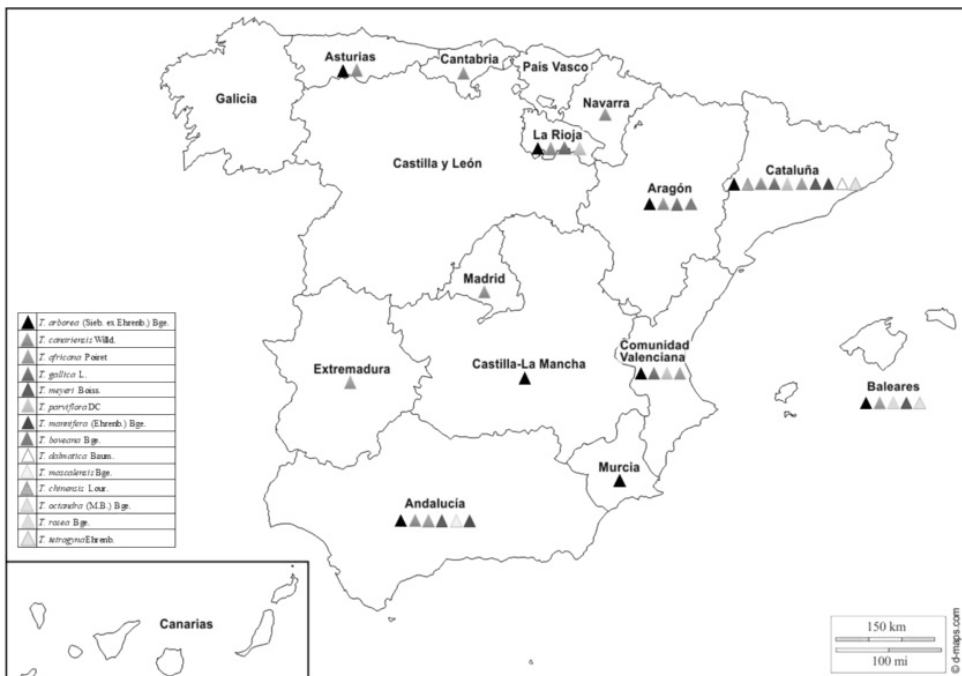 Asturias
Cantabria
País Vasco
Galicia
Navarra
La Rioja
Castilla y León
Cataluña
Aragón
Madrid
Comunidad
Valenciana
Extremadura
Castilla-La Mancha
Baleares
Murcia
Andalucía
T. arborea (Sieb. ex Ehrenb.) Bge.
T. canariensis Willd.
T. africana Poiret
T. gallica L.
T. meyeri Boiss.
T. parviflora DC
T. mannifera (Ehrenb.) Bge.
T. boveana Bge.
T. dalmatica Baum.
T. mascatensis Bge.
T. chinensis Lour.
T. octandra (M.B.) Bge.
T. rosea Bge.
T. tetragyna Ehrenb.
Canarias
150 km
100 mi
© d-maps.com